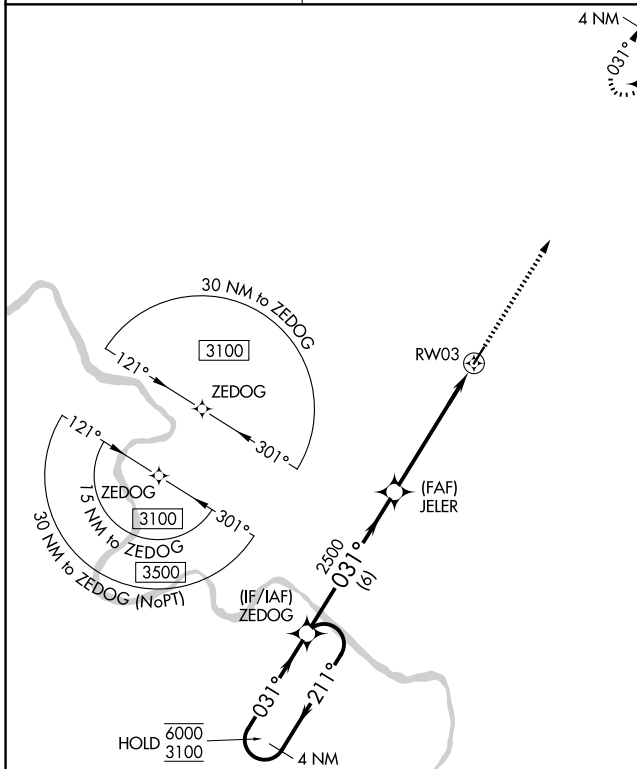 4 NM
031°
30 NM to ZEDOG
3100
121°
ZEDOG
301°
RW03
121°
ZEDOG
301°
15 NM to ZEDOG
3100
30 NM to ZEDOG (NoPT)
3500
(FAF)
JELER
2500
031°
(6)
(IF/IAF)
ZEDOG
031°
211°
HOLD 6000
3100
4 NM